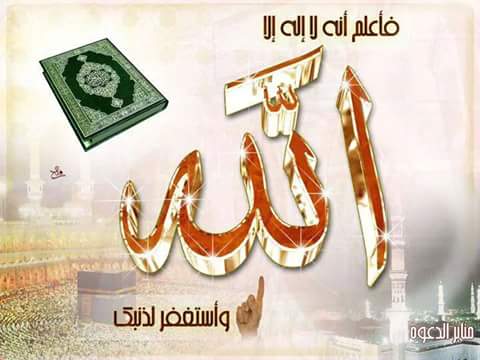 فأعلم أنه لا إله إلا
الله
وأستغفر لذنبك
منابر الدعوة